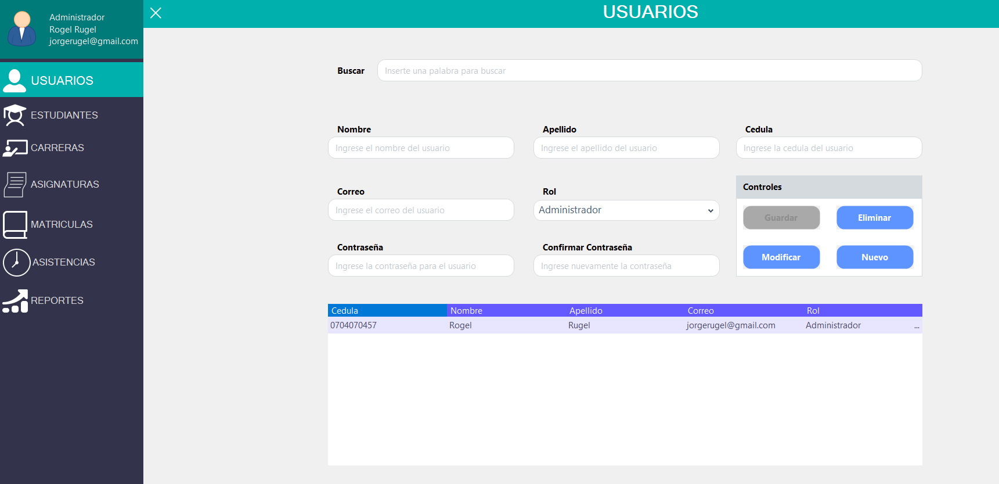 Administrador
Rogel Rugel
jorgerugel@gmail.com
USUARIOS
ESTUDIANTES
CARRERAS
ASIGNATURAS
MATRICULAS
ASISTENCIAS
REPORTES
USUARIOS
Buscar Inserte una palabra para buscar
Nombre Apellido Cedula
Ingrese el nombre del usuario Ingrese el apellido del usuario Ingrese la cedula del usuario
Correo Rol
Ingrese el correo del usuario Administrador
Contraseña Confirmar Contraseña
Ingrese la contraseña para el usuario Ingrese nuevamente la contraseña
Controles
Guardar Eliminar
Modificar Nuevo
Cedula Nombre Apellido Correo Rol
0704070457 Rogel Rugel jorgerugel@gmail.com Administrador ...